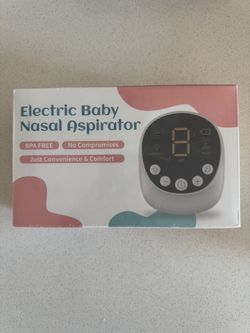 Electric Baby
Nasal Aspirator
BPA FREE
No Compromises
Just Convenience & Comfort
8